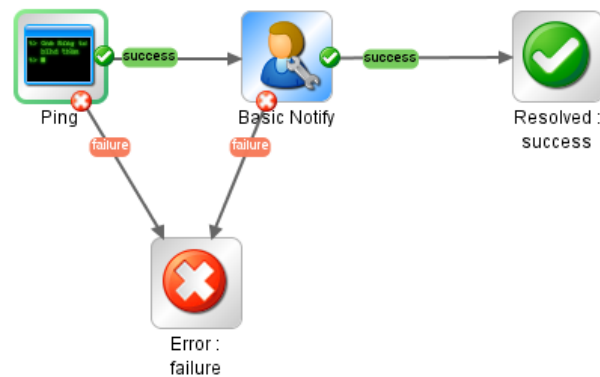 success
success
Ping
Basic Notify
Resolved :
success
failure
failure
Error :
failure